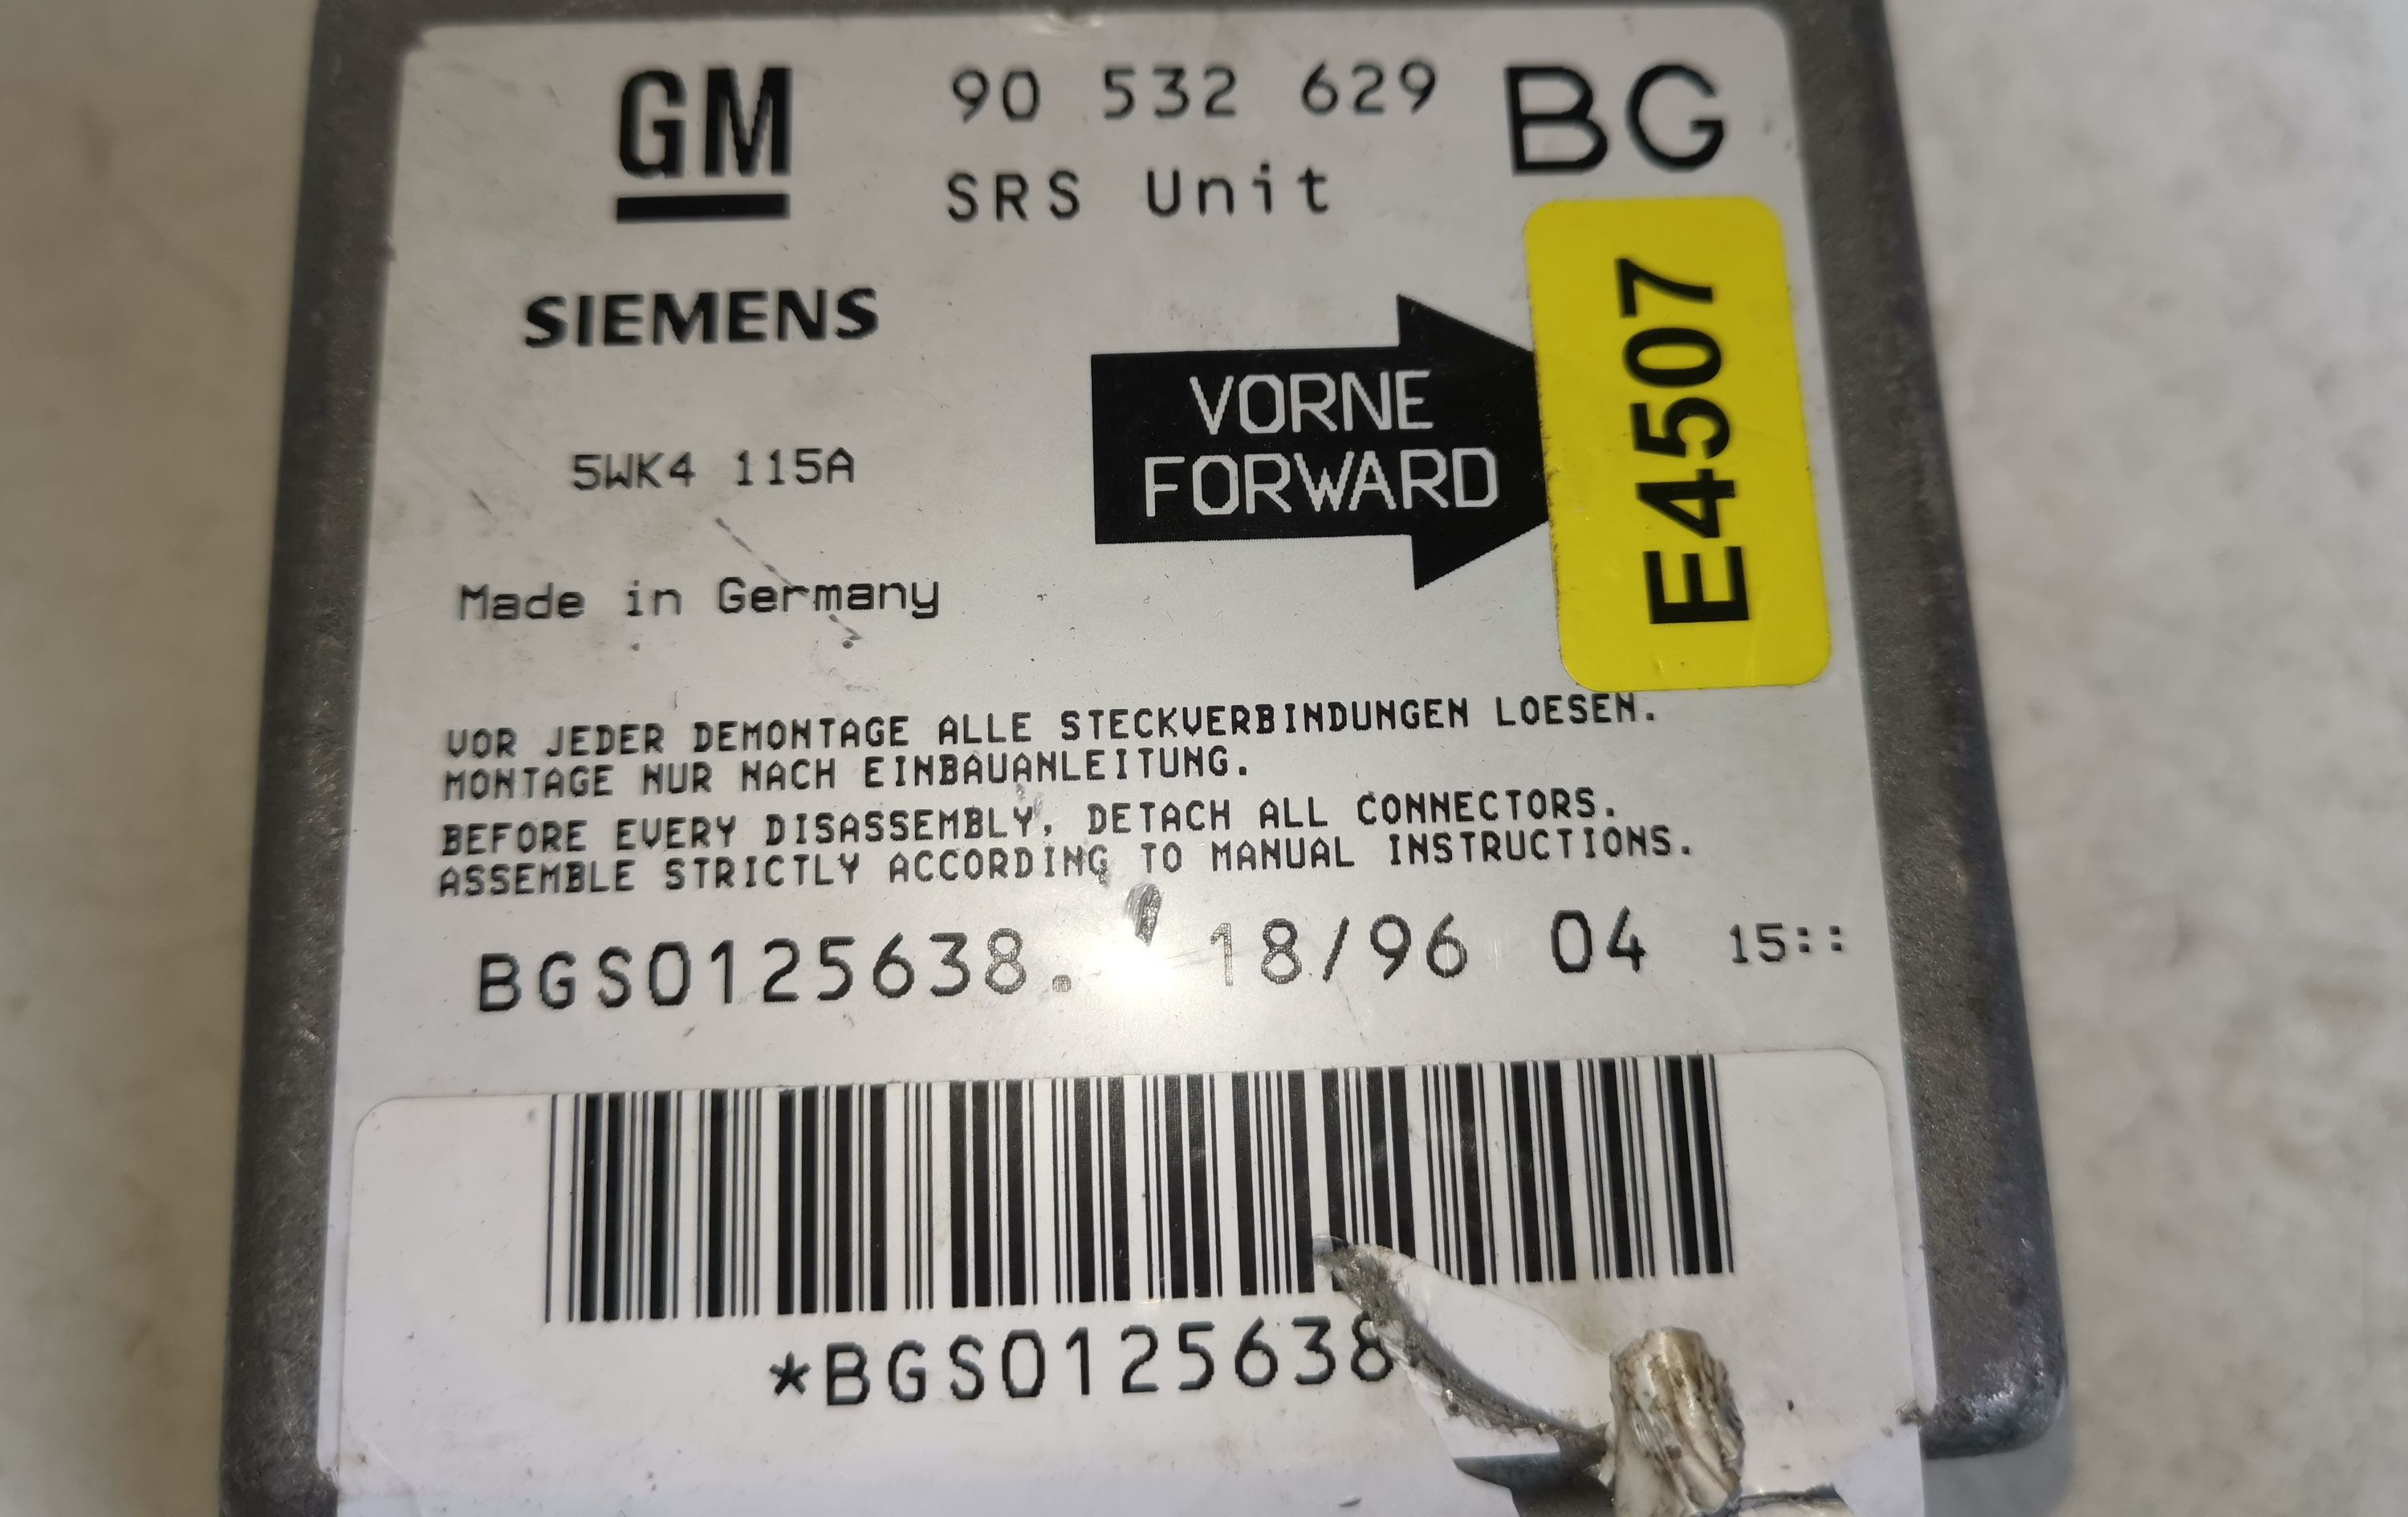 GM
90 532 629 BG
SRS Unit
SIEMENS
VORNE
FORWARD
E4507
5WK4 115A
Made in Germany
VOR JEDER DEMONTAGE ALLE STECKVERBINDUNGEN LOESEN.
MONTAGE NUR NACH EINBAUANLEITUNG.
BEFORE EVERY DISASSEMBLY, DETACH ALL CONNECTORS.
ASSEMBLE STRICTLY ACCORDING TO MANUAL INSTRUCTIONS.
BGS0125638. 18/96 04 15::
*BGS0125638